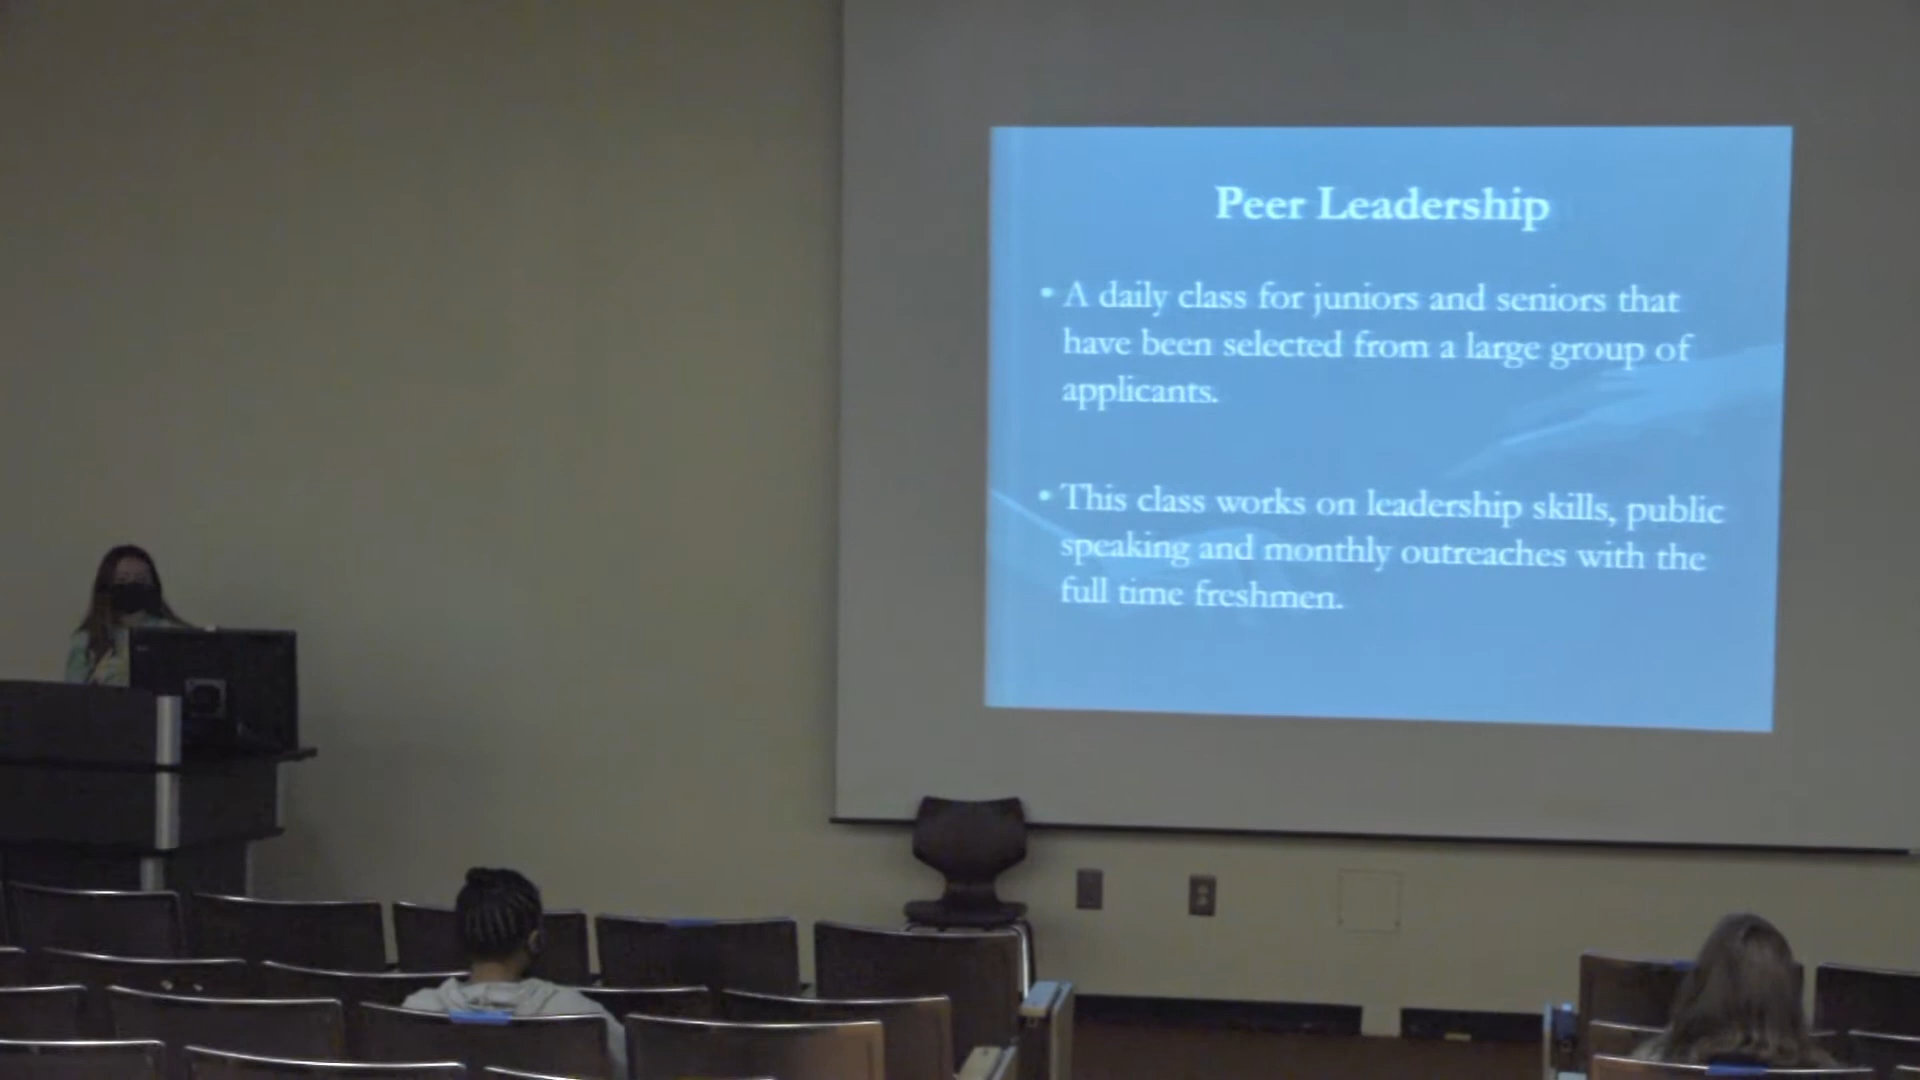 Peer Leadership
• A daily class for juniors and seniors that
have been selected from a large group of
applicants.
• This class works on leadership skills, public
speaking and monthly outreaches with the
full time freshmen.